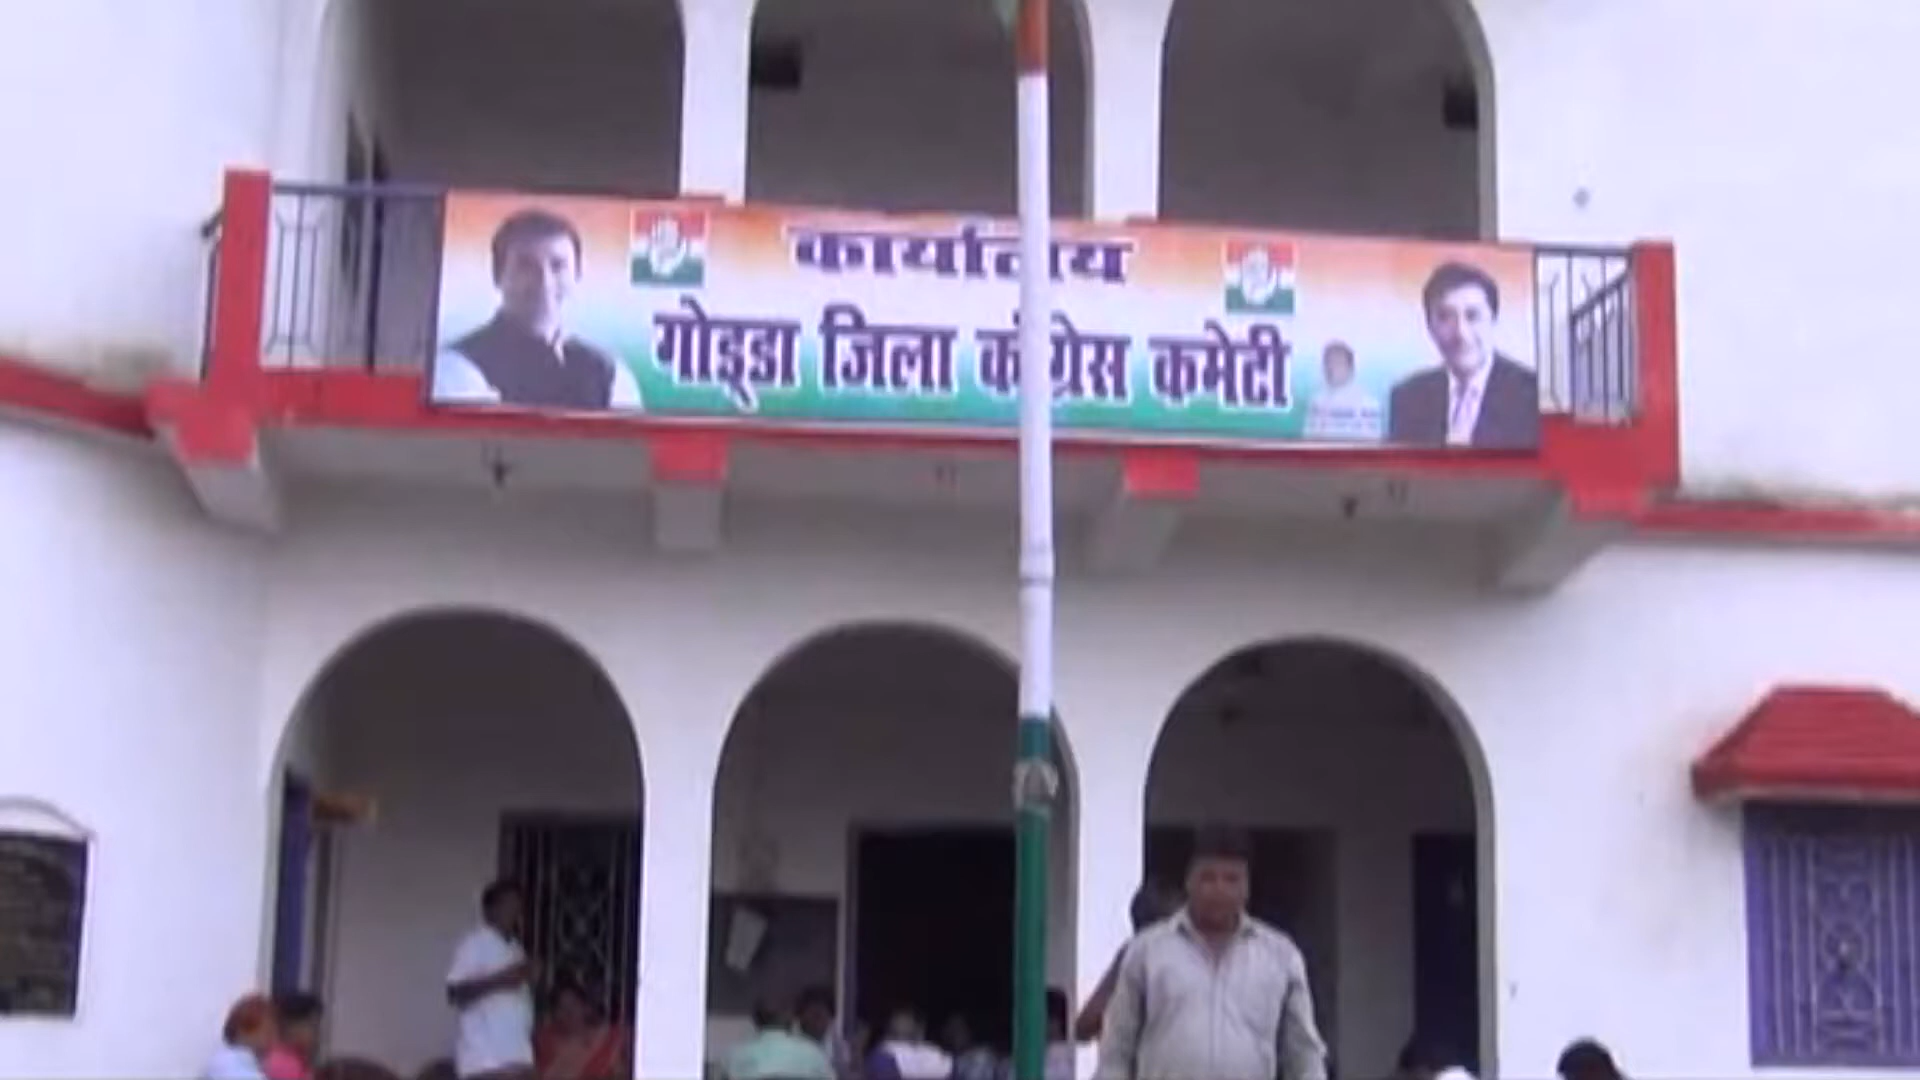 कार्यालय
गोड्डा जिला कांग्रेस कमेटी